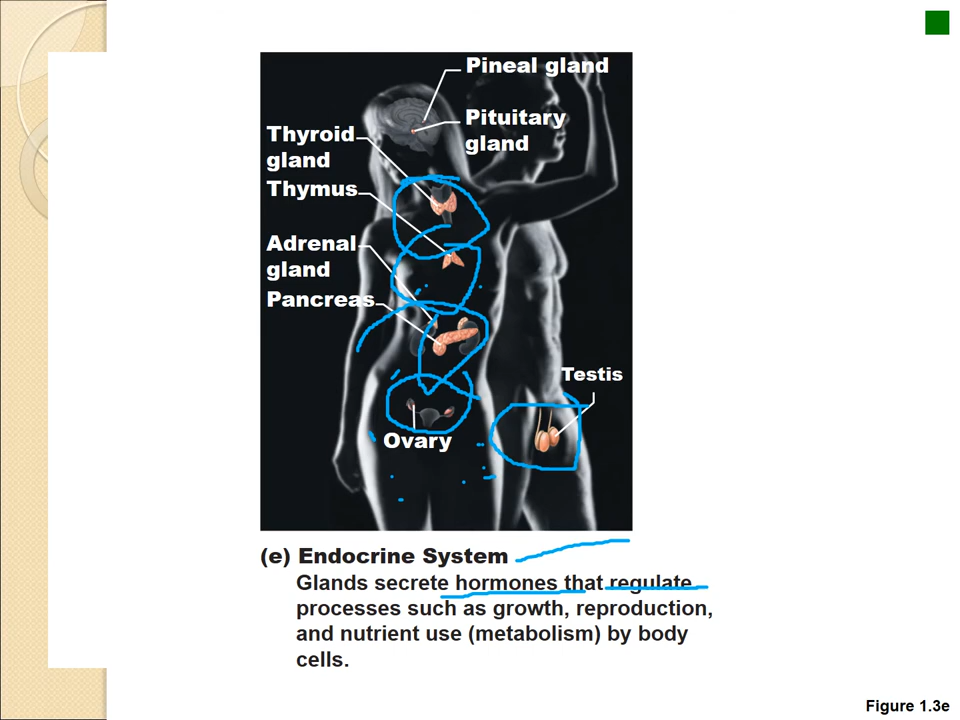 Pineal gland
Pituitary
gland
Thyroid
gland
Thymus
Adrenal
gland
Pancreas
Testis
Ovary
(e) Endocrine System
Glands secrete hormones that regulate
processes such as growth, reproduction,
and nutrient use (metabolism) by body
cells.
Figure 1.3e